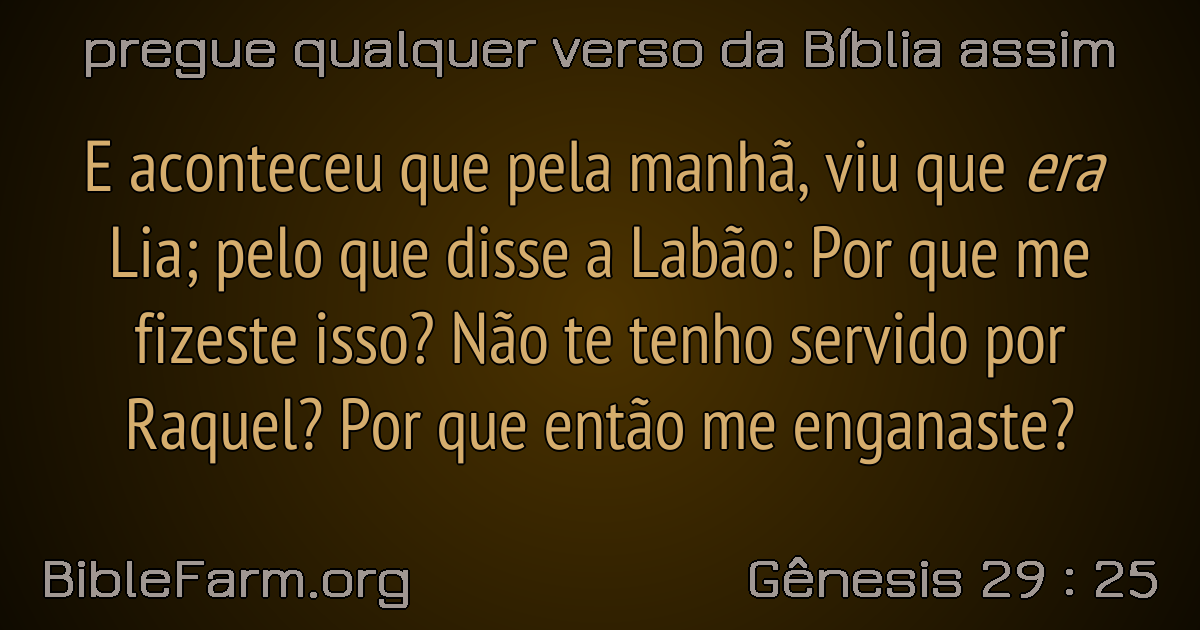 pregue qualquer verso da Bíblia assim
E aconteceu que pela manhã, viu que era
Lia; pelo que disse a Labão: Por que me
fizeste isso? Não te tenho servido por
Raquel? Por que então me enganaste?
BibleFarm.org
Gênesis 29 : 25